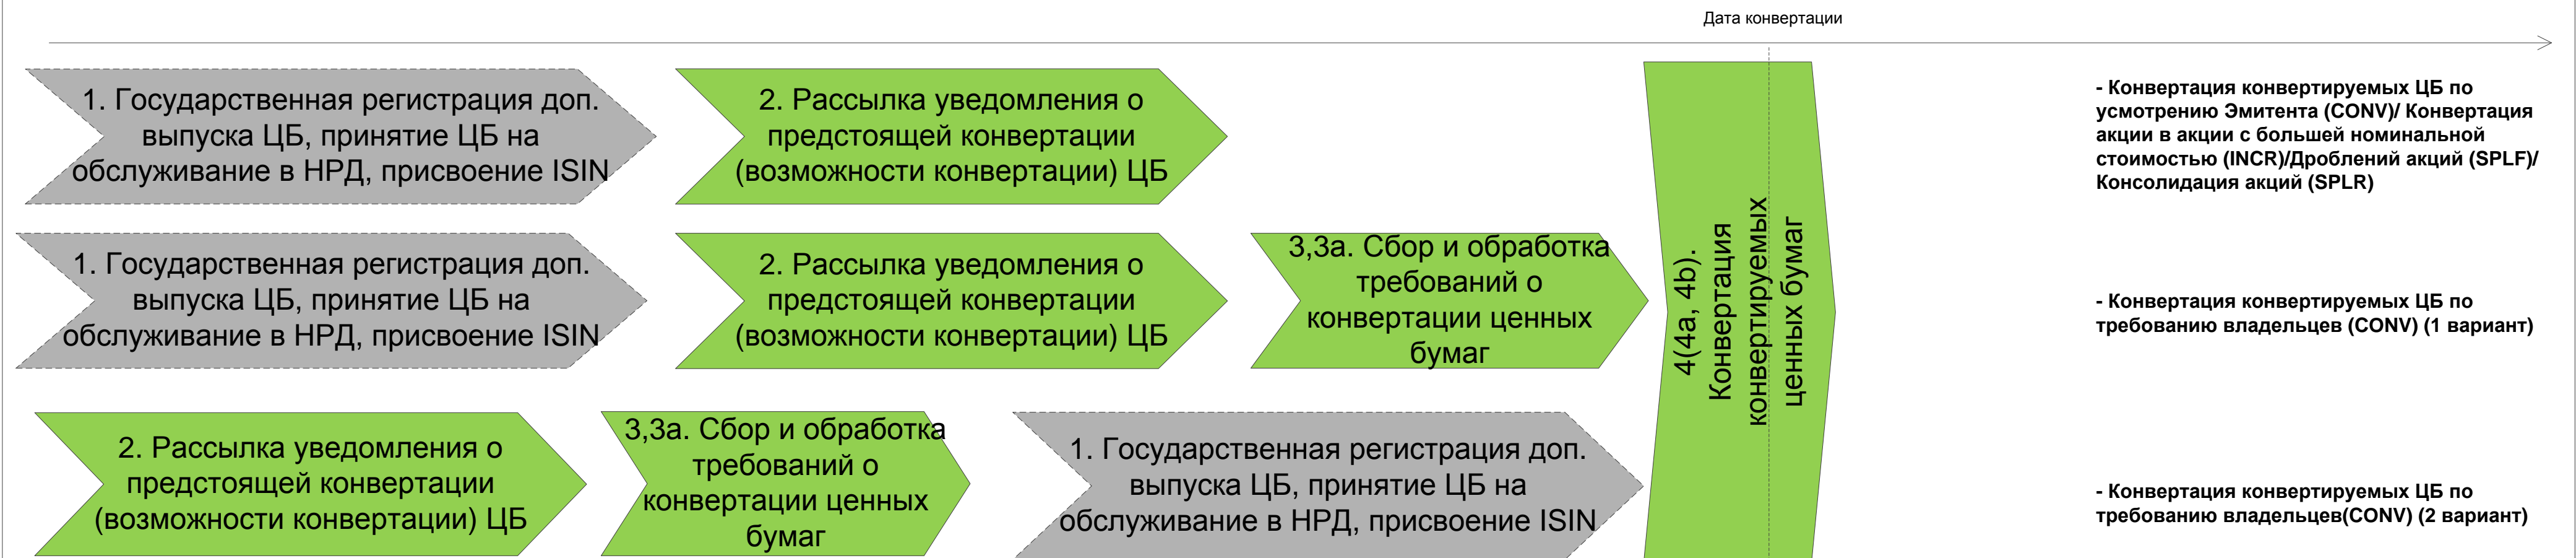 Дата конвертации
1. Государственная регистрация доп.
выпуска ЦБ, принятие ЦБ на
обслуживание в НРД, присвоение ISIN
2. Рассылка уведомления о
предстоящей конвертации
(возможности конвертации) ЦБ
- Конвертация конвертируемых ЦБ по
усмотрению Эмитента (CONV)/ Конвертация
акции в акции с большей номинальной
стоимостью (INCR)/Дроблений акций (SPLF)/
Консолидация акций (SPLR)
1. Государственная регистрация доп.
выпуска ЦБ, принятие ЦБ на
обслуживание в НРД, присвоение ISIN
2. Рассылка уведомления о
предстоящей конвертации
(возможности конвертации) ЦБ
3,3а. Сбор и обработка
требований о
конвертации ценных
бумаг
4(4a, 4b).
Конвертация
конвертируемых
ценных бумаг
- Конвертация конвертируемых ЦБ по
требованию владельцев (CONV) (1 вариант)
2. Рассылка уведомления о
предстоящей конвертации
(возможности конвертации) ЦБ
3,3а. Сбор и обработка
требований о
конвертации ценных
бумаг
1. Государственная регистрация доп.
выпуска ЦБ, принятие ЦБ на
обслуживание в НРД, присвоение ISIN
- Конвертация конвертируемых ЦБ по
требованию владельцев(CONV) (2 вариант)